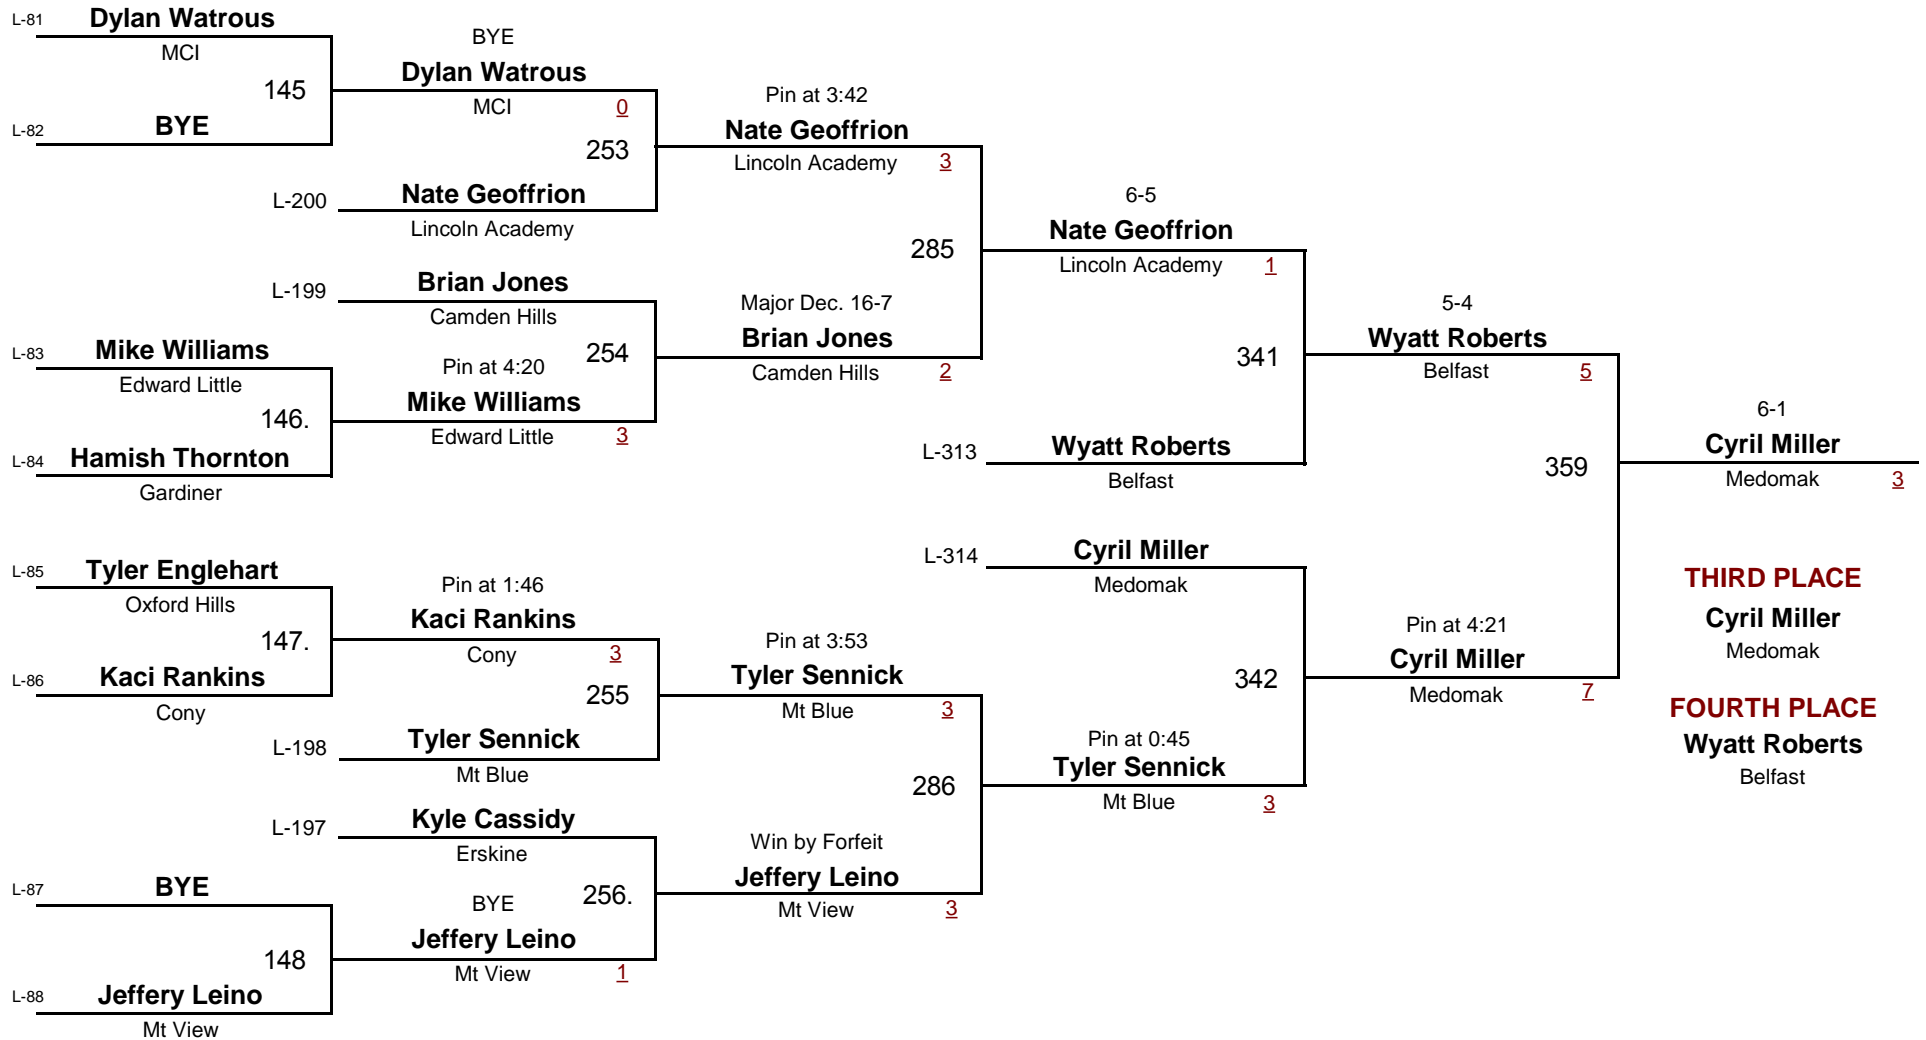 L-81
Dylan Watrous
MCI
145
L-82
BYE
BYE
Dylan Watrous
MCI
0
253
L-200
Nate Geoffrion
Lincoln Academy
Pin at 3:42
Nate Geoffrion
Lincoln Academy
3
L-199
Brian Jones
Camden Hills
L-83
Mike Williams
Edward Little
146.
L-84
Hamish Thornton
Gardiner
Pin at 4:20
254
Mike Williams
Edward Little
3
Major Dec. 16-7
Brian Jones
Camden Hills
2
285
6-5
Nate Geoffrion
Lincoln Academy
1
341
L-313
Wyatt Roberts
Belfast
5-4
Wyatt Roberts
Belfast
5
359
6-1
Cyril Miller
Medomak
3
L-85
Tyler Englehart
Oxford Hills
147.
L-86
Kaci Rankins
Cony
Pin at 1:46
Kaci Rankins
Cony
3
255
L-198
Tyler Sennick
Mt Blue
Pin at 3:53
Tyler Sennick
Mt Blue
3
L-197
Kyle Cassidy
Erskine
L-87
BYE
148
L-88
Jeffery Leino
Mt View
BYE
256.
Jeffery Leino
Mt View
1
Win by Forfeit
Jeffery Leino
Mt View
3
286
L-314
Cyril Miller
Medomak
342
Pin at 0:45
Tyler Sennick
Mt Blue
3
Pin at 4:21
Cyril Miller
Medomak
7
THIRD PLACE
Cyril Miller
Medomak
FOURTH PLACE
Wyatt Roberts
Belfast